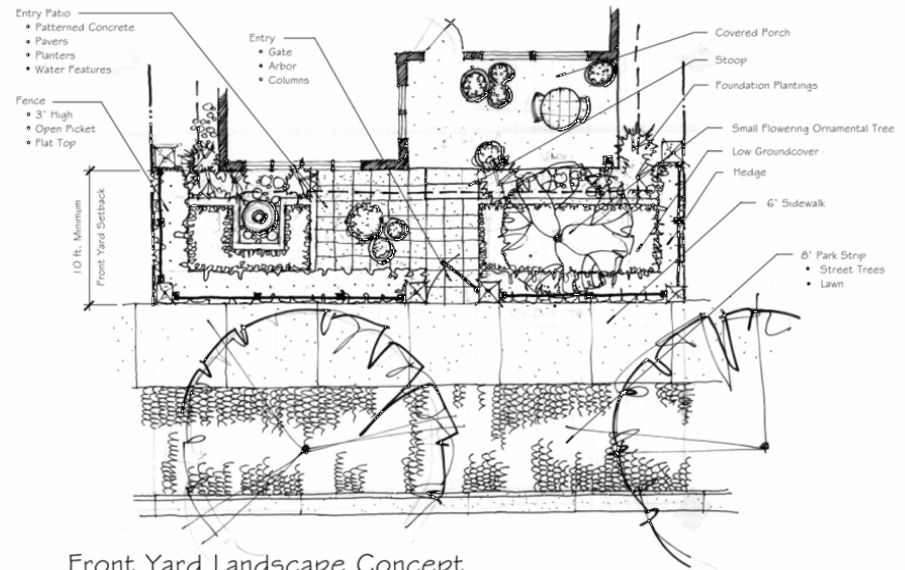 Entry Patio
• Patterned Concrete
• Pavers
• Planters
• Water Features
Fence
• 3' High
• Open Picket
• Flat Top
10 ft. Minimum
Front Yard Setback
Entry
• Gate
• Arbor
• Columns
Covered Porch
Stoop
Foundation Plantings
Small Flowering Ornamental Tree
Low Groundcover
Hedge
6' Sidewalk
8' Park Strip
• Street Trees
• Lawn
Front Yard Landscape Concept